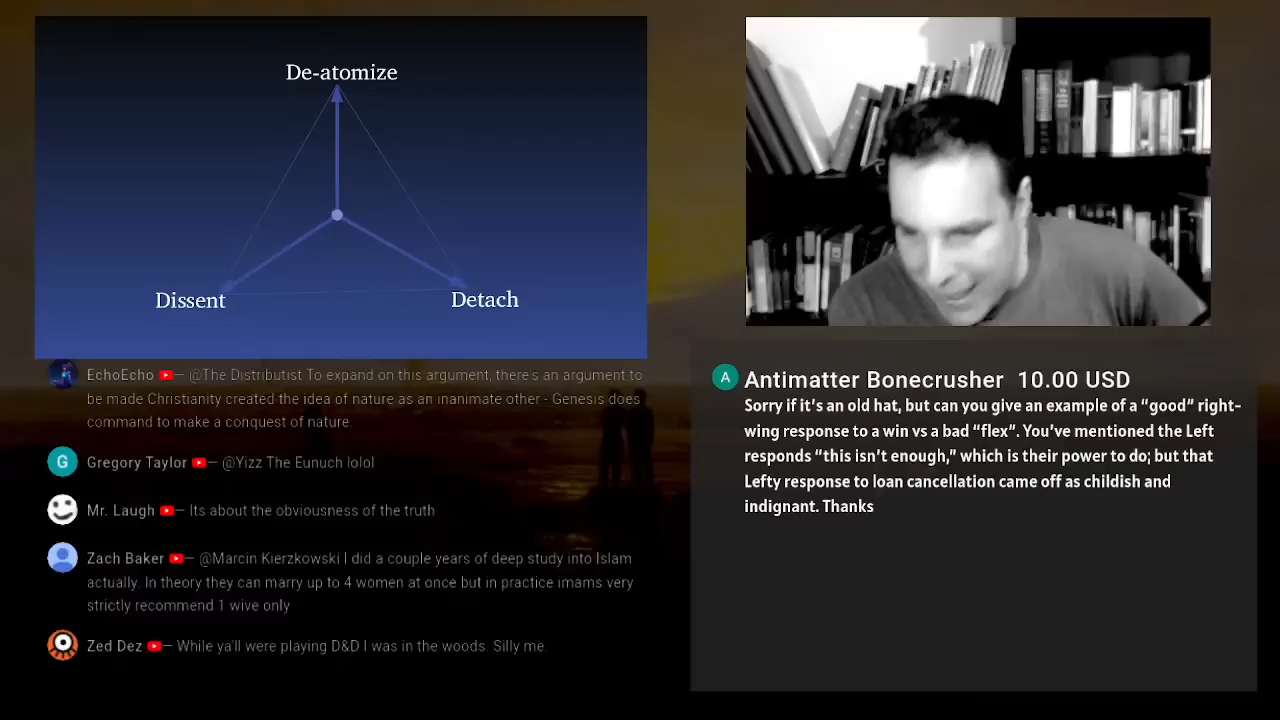 De-atomize
Dissent
Detach
EchoEcho — @The Distributist To expand on this argument, there's an argument to
be made Christianity created the idea of nature as an inanimate other - Genesis does
command to make a conquest of nature.
G Gregory Taylor — @Yizz The Eunuch lolol
Mr. Laugh — Its about the obviousness of the truth
Zach Baker — @Marcin Kierzkowski I did a couple years of deep study into Islam
actually. In theory they can marry up to 4 women at once but in practice imams very
strictly recommend 1 wive only
Zed Dez — While ya'll were playing D&D I was in the woods. Silly me.
A Antimatter Bonecrusher 10.00 USD
Sorry if it's an old hat, but can you give an example of a “good” right-
wing response to a win vs a bad “flex”. You've mentioned the Left
responds “this isn't enough,” which is their power to do; but that
Lefty response to loan cancellation came off as childish and
indignant. Thanks